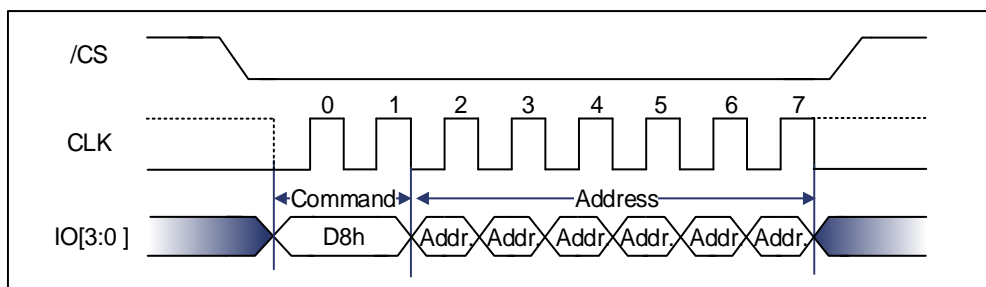 /CS
0 1 2 3 4 5 6 7
CLK
Command Address
IO[3:0 ] D8h Addr. Addr. Addr. Addr. Addr. Addr.